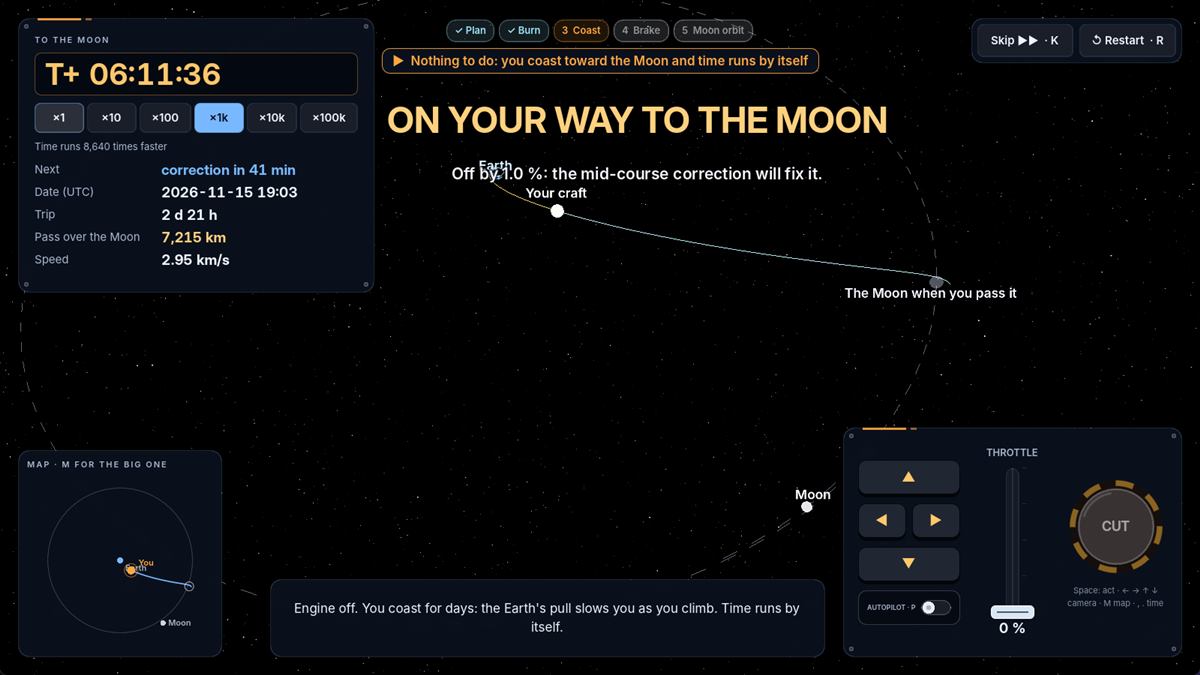 TO THE MOON
T+ 06:11:36
×1 ×10 ×100 ×1k ×10k ×100k
Time runs 8,640 times faster
Next correction in 41 min
Date (UTC) 2026-11-15 19:03
Trip 2 d 21 h
Pass over the Moon 7,215 km
Speed 2.95 km/s
✓ Plan ✓ Burn 3 Coast 4 Brake 5 Moon orbit
▶ Nothing to do: you coast toward the Moon and time runs by itself
Skip ▶▶ · K
↺ Restart · R
ON YOUR WAY TO THE MOON
Earth
Off by 1.0 %: the mid-course correction will fix it.
Your craft
The Moon when you pass it
Moon
MAP · M FOR THE BIG ONE
You
Earth
Moon
Engine off. You coast for days: the Earth's pull slows you as you climb. Time runs by
itself.
THROTTLE
▲
◀ ▶
▼
CUT
AUTOPILOT · P
0 %
Space: act · ← → ↑ ↓
camera · M map · , . time